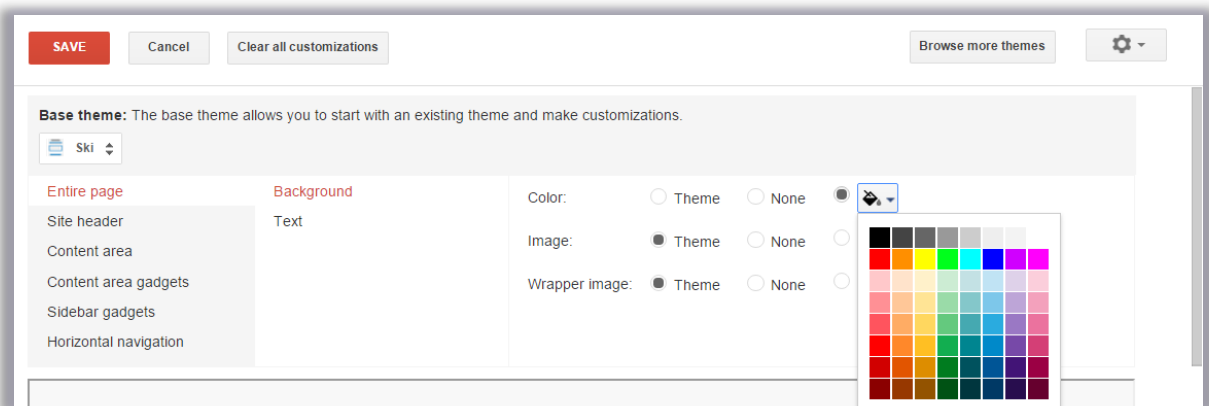 SAVE Cancel Clear all customizations Browse more themes
Base theme: The base theme allows you to start with an existing theme and make customizations.
Ski
Entire page Background Color: Theme None
Site header Text
Content area Image: Theme None
Content area gadgets Wrapper image: Theme None
Sidebar gadgets
Horizontal navigation